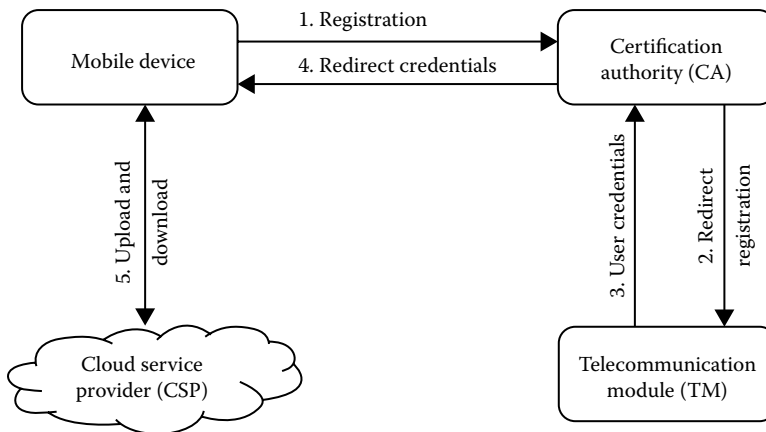 1. Registration
Mobile device
4. Redirect credentials
Certification
authority (CA)
5. Upload and
download
3. User credentials
2. Redirect
registration
Cloud service
provider (CSP)
Telecommunication
module (TM)